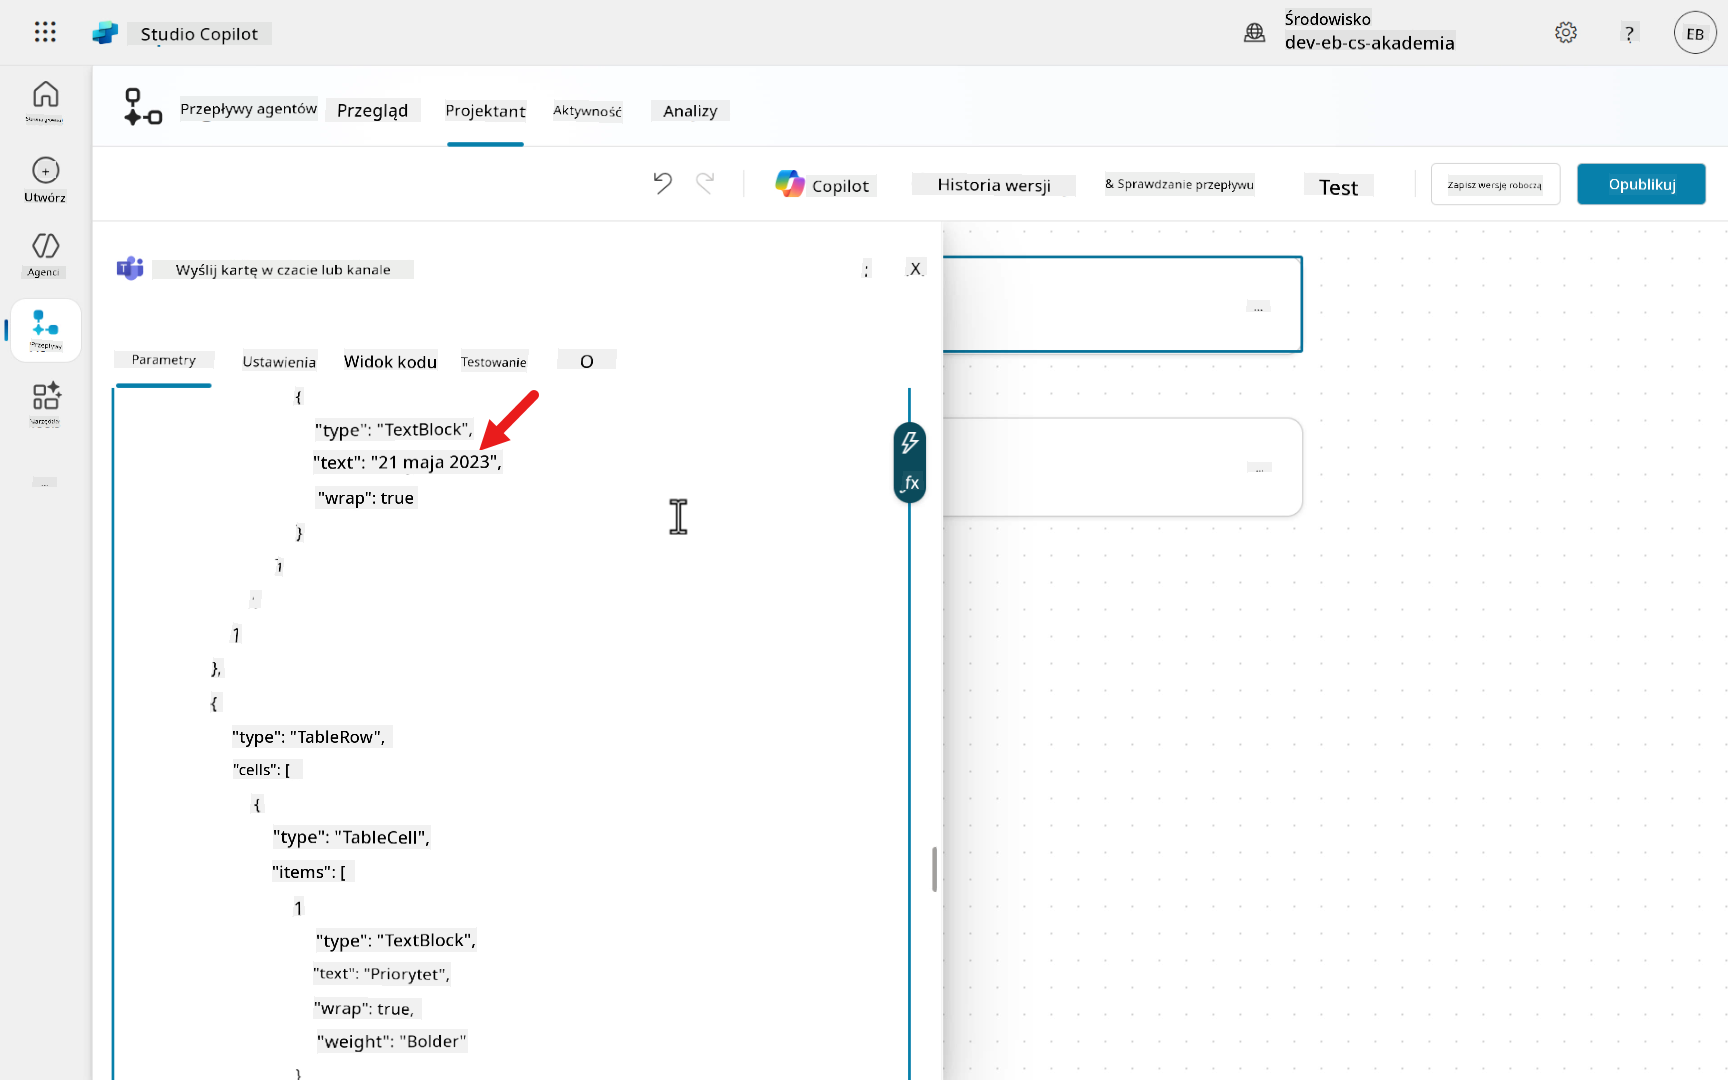 Studio Copilot
Środowisko
dev-eb-cs-akademia
?
EB
Przepływy agentów
Przegląd
Projektant
Aktywność
Analizy
Utwórz
Agenci
Copilot
Historia wersji
& Sprawdzanie przepływu
Test
Zapisz wersję roboczą
Opublikuj
Wyślij kartę w czacie lub kanale
:
X
...
Parametry
Ustawienia
Widok kodu
Testowanie
O
{
"type": "TextBlock",
"text": "21 maja 2023",
"wrap": true
}
fx
1
},
{
"type": "TableRow",
"cells": [
{
"type": "TableCell",
"items": [
1
"type": "TextBlock",
"text": "Priorytet",
"wrap": true,
"weight": "Bolder"
}